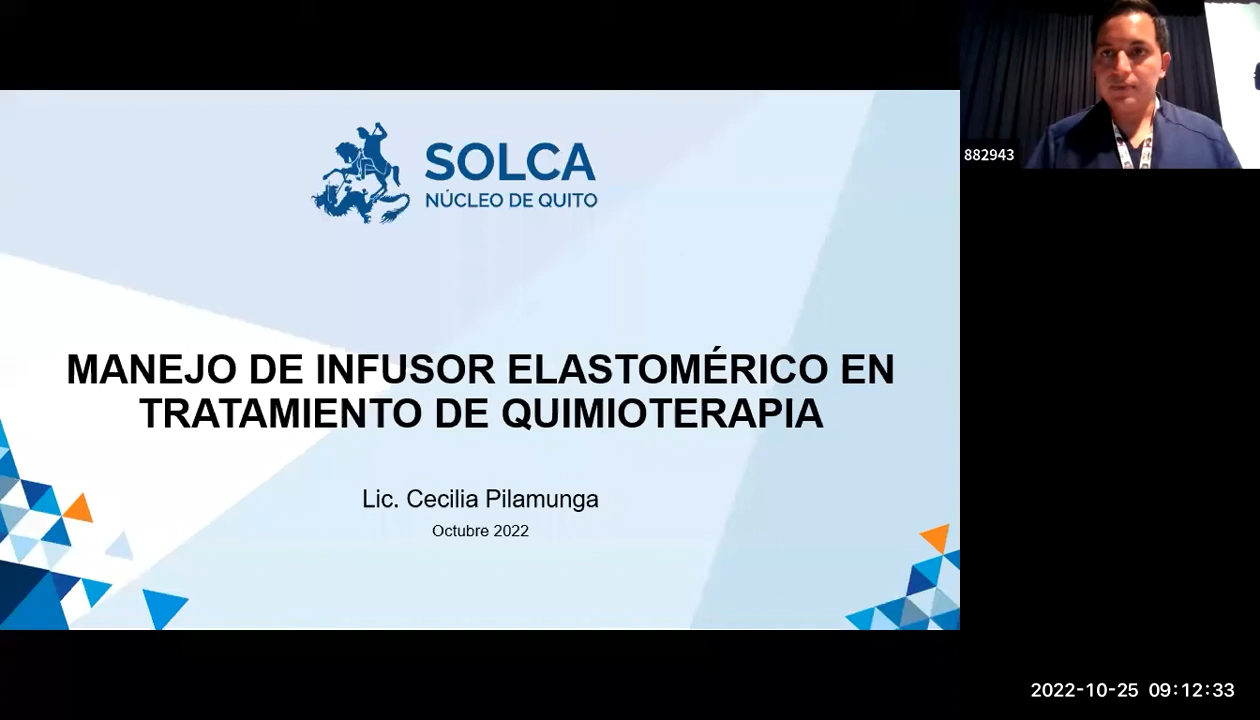 SOLCA
NÚCLEO DE QUITO
MANEJO DE INFUSOR ELASTOMÉRICO EN
TRATAMIENTO DE QUIMIOTERAPIA
Lic. Cecilia Pilamunga
Octubre 2022
882943
2022-10-25 09:12:33